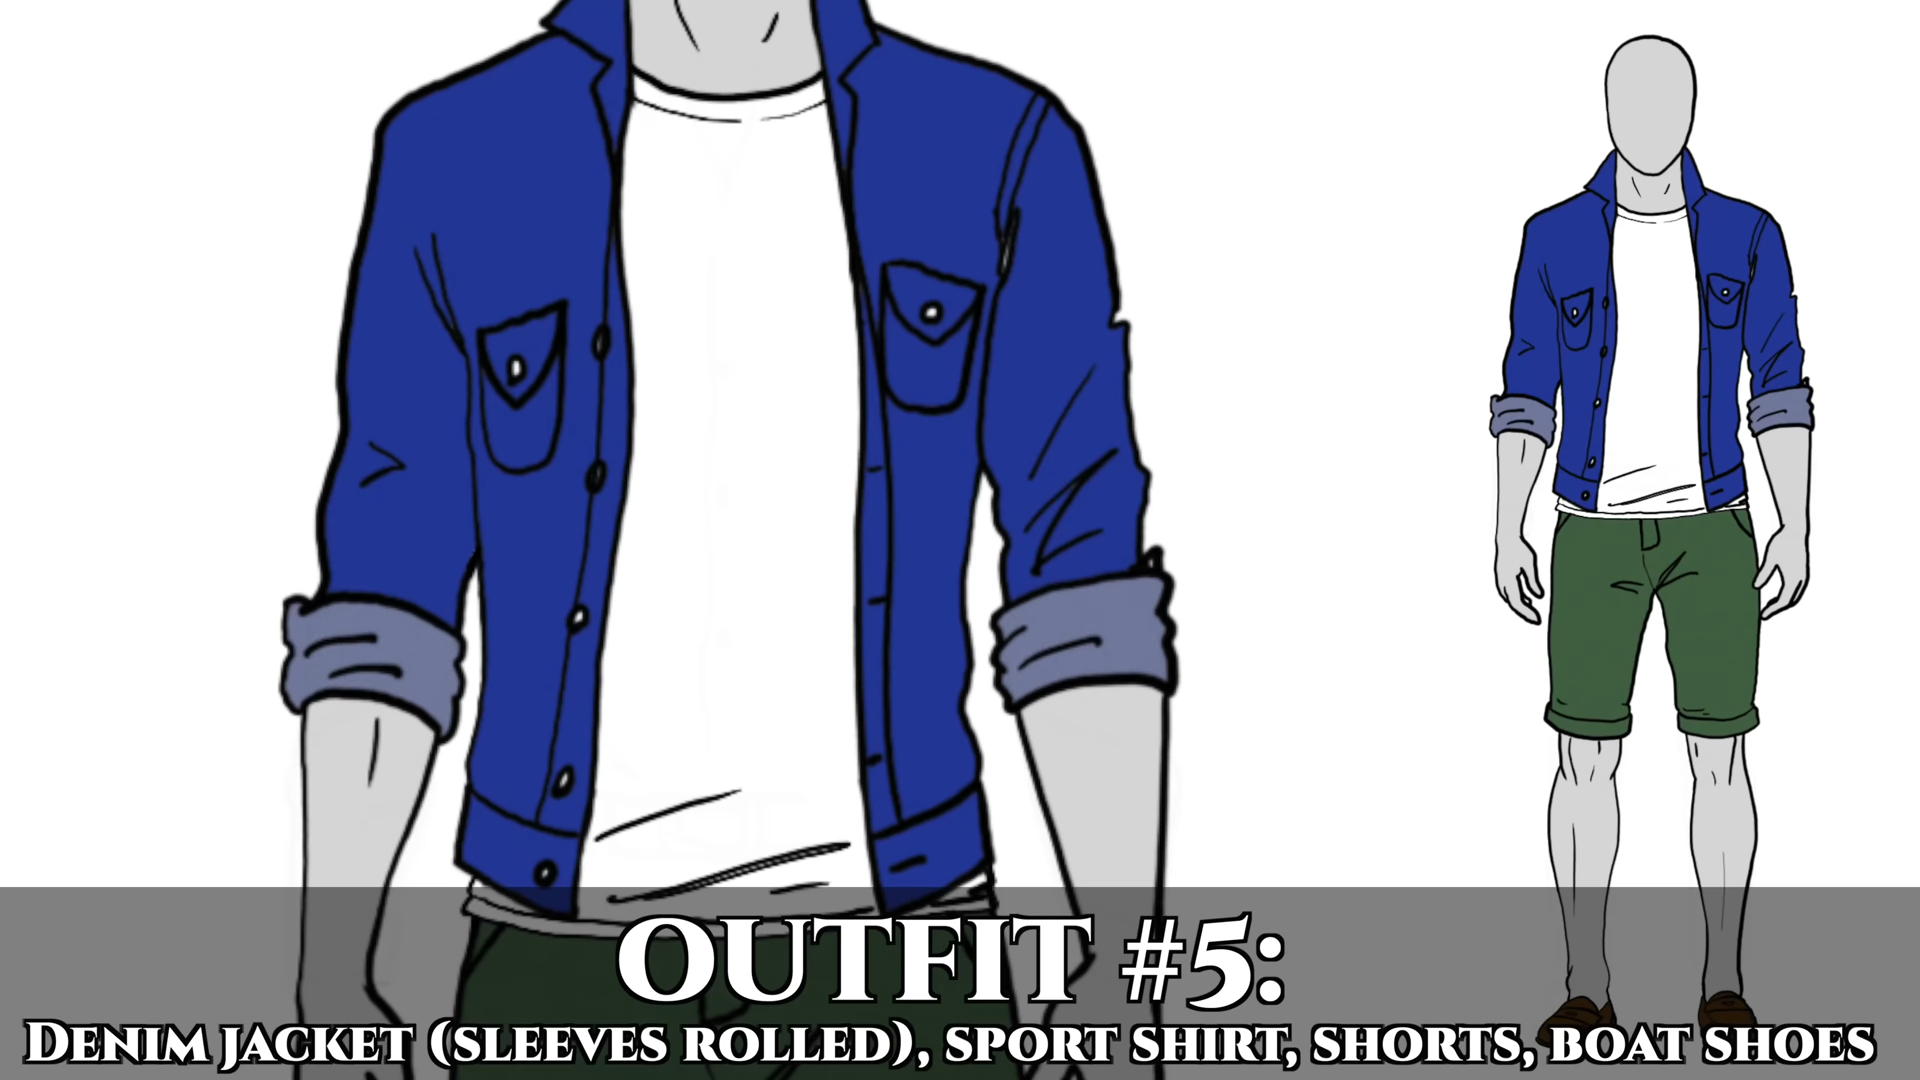 OUTFIT #5:
DENIM JACKET (SLEEVES ROLLED), SPORT SHIRT, SHORTS, BOAT SHOES